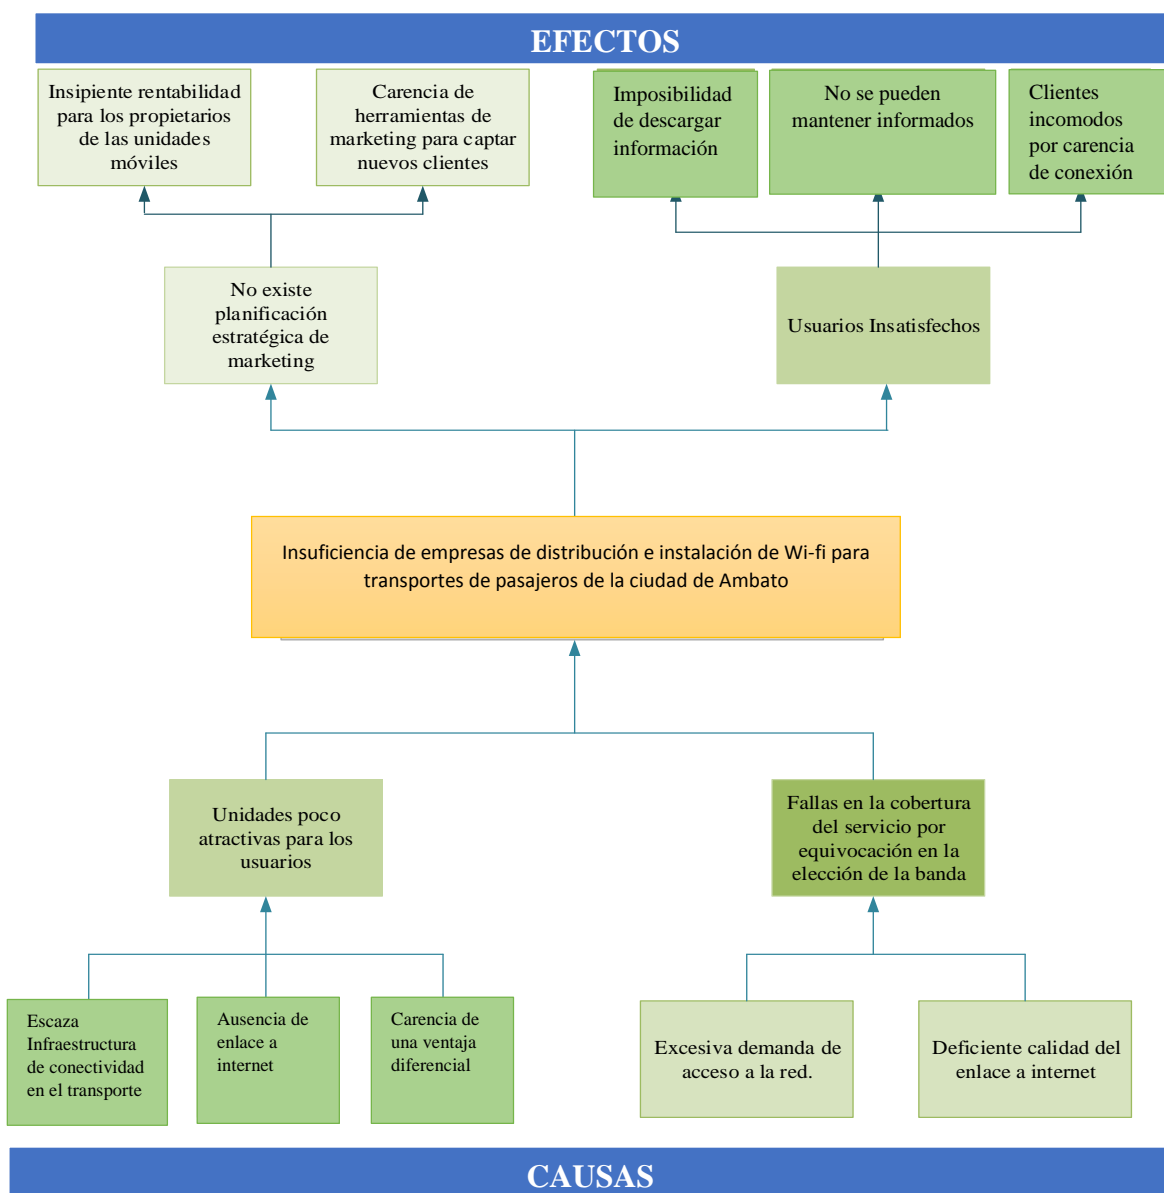 EFECTOS
Insipiente rentabilidad
para los propietarios
de las unidades
móviles
Carencia de
herramientas de
marketing para captar
nuevos clientes
Imposibilidad
de descargar
información
No se pueden
mantener informados
Clientes
incomodos
por carencia
de conexión
No existe
planificación
estratégica de
marketing
Usuarios Insatisfechos
Insuficiencia de empresas de distribución e instalación de Wi-fi para
transportes de pasajeros de la ciudad de Ambato
Unidades poco
atractivas para los
usuarios
Fallas en la cobertura
del servicio por
equivocación en la
elección de la banda
Escaza
Infraestructura
de conectividad
en el transporte
Ausencia de
enlace a
internet
Carencia de
una ventaja
diferencial
Excesiva demanda de
acceso a la red.
Deficiente calidad del
enlace a internet
CAUSAS